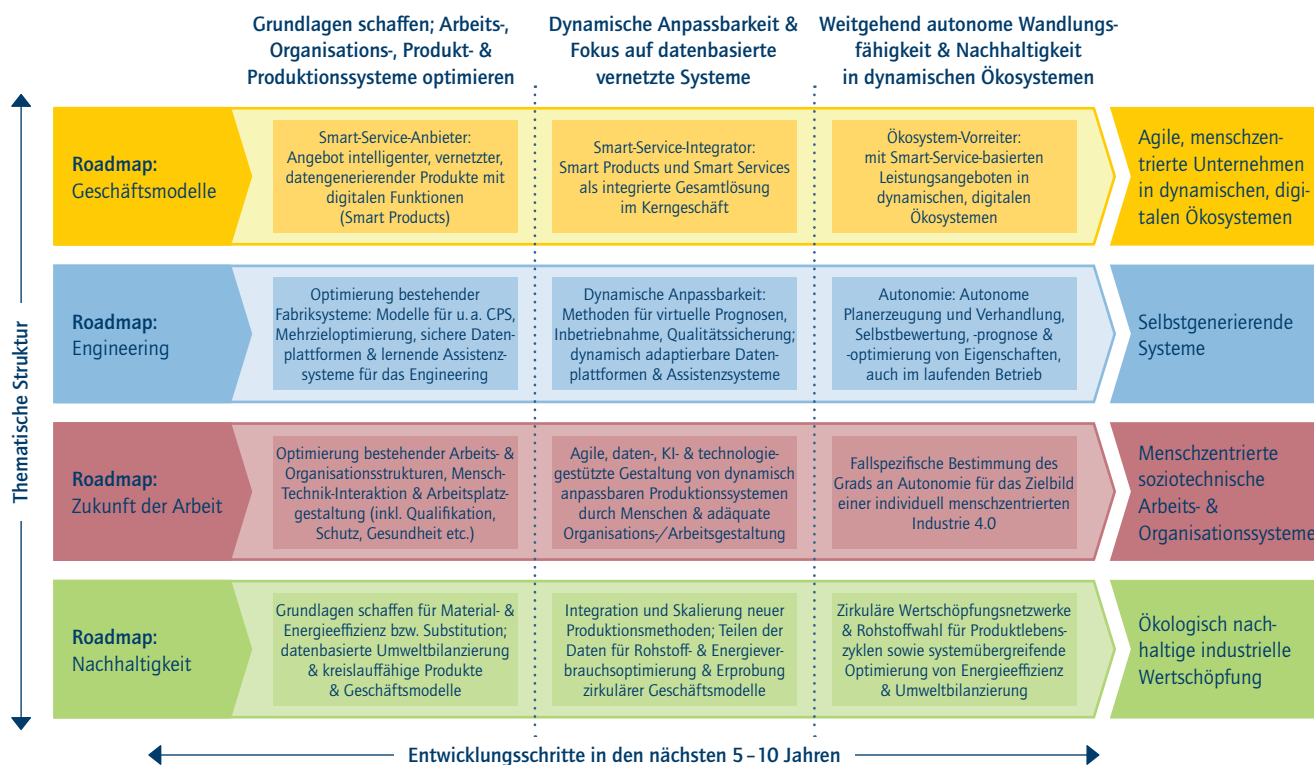 Grundlagen schaffen; Arbeits-,
Organisations-, Produkt- &
Produktionssysteme optimieren
Dynamische Anpassbarkeit &
Fokus auf datenbasierte
vernetzte Systeme
Weitgehend autonome Wandlungs-
fähigkeit & Nachhaltigkeit
in dynamischen Ökosystemen
Thematische Struktur
Roadmap:
Geschäftsmodelle
Smart-Service-Anbieter:
Angebot intelligenter, vernetzter,
datengenerierender Produkte mit
digitalen Funktionen
(Smart Products)
Smart-Service-Integrator:
Smart Products und Smart Services
als integrierte Gesamtlösung
im Kerngeschäft
Ökosystem-Vorreiter:
mit Smart-Service-basierten
Leistungsangeboten in
dynamischen, digitalen
Ökosystemen
Agile, menschzen-
trierte Unternehmen
in dynamischen, digi-
talen Ökosystemen
Roadmap:
Engineering
Optimierung bestehender
Fabriksysteme: Modelle für u. a. CPS,
Mehrzieloptimierung, sichere Daten-
plattformen & lernende Assistenz-
systeme für das Engineering
Dynamische Anpassbarkeit:
Methoden für virtuelle Prognosen,
Inbetriebnahme, Qualitätssicherung;
dynamisch adaptierbare Daten-
plattformen & Assistenzsysteme
Autonomie: Autonome
Planerzeugung und Verhandlung,
Selbstbewertung, -prognose &
-optimierung von Eigenschaften,
auch im laufenden Betrieb
Selbstgenerierende
Systeme
Roadmap:
Zukunft der Arbeit
Optimierung bestehender Arbeits- &
Organisationsstrukturen, Mensch-
Technik-Interaktion & Arbeitsplatz-
gestaltung (inkl. Qualifikation,
Schutz, Gesundheit etc.)
Agile, daten-, KI- & technologie-
gestützte Gestaltung von dynamisch
anpassbaren Produktionssystemen
durch Menschen & adäquate
Organisations-/Arbeitsgestaltung
Fallspezifische Bestimmung des
Grads an Autonomie für das Zielbild
einer individuell menschzentrierten
Industrie 4.0
Menschzentrierte
soziotechnische
Arbeits- &
Organisationssysteme
Roadmap:
Nachhaltigkeit
Grundlagen schaffen für Material- &
Energieeffizienz bzw. Substitution;
datenbasierte Umweltbilanzierung
& kreislauffähige Produkte
& Geschäftsmodelle
Integration und Skalierung neuer
Produktionsmethoden; Teilen der
Daten für Rohstoff- & Energiever-
brauchsoptimierung & Erprobung
zirkulärer Geschäftsmodelle
Zirkuläre Wertschöpfungsnetzwerke
& Rohstoffwahl für Produktlebens-
zyklen sowie systemübergreifende
Optimierung von Energieeffizienz
& Umweltbilanzierung
Ökologisch nach-
haltige industrielle
Wertschöpfung
Entwicklungsschritte in den nächsten 5–10 Jahren